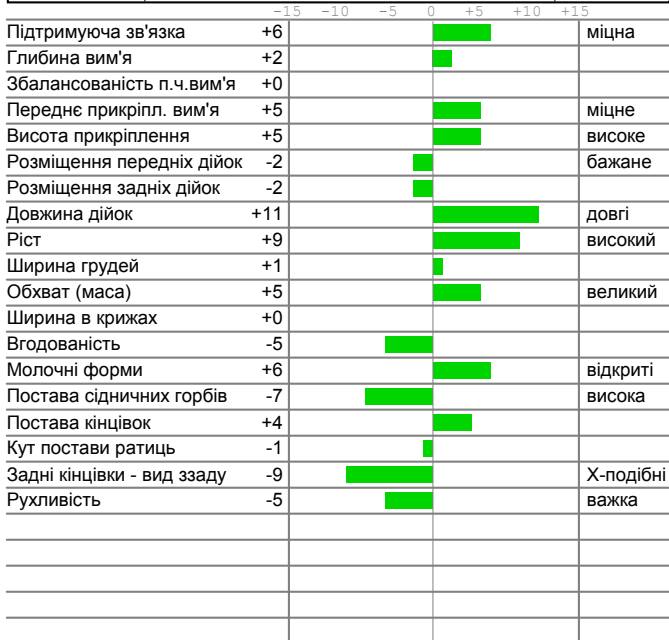 -15 -10 -5 0 +5 +10 +15
Підтримуюча зв'язка +6 міцна
Глибина вим'я +2
Збалансованість п.ч.вим'я +0
Переднє прикріпл. вим'я +5 міцне
Висота прикріплення +5 високе
Розміщення передніх дійок -2 бажане
Розміщення задніх дійок -2
Довжина дійок +11 довгі
Ріст +9 високий
Ширина грудей +1
Обхват (маса) +5 великий
Ширина в крижах +0
Вгодованість -5
Молочні форми +6 відкриті
Постава сідничних горбів -7 висока
Постава кінцівок +4
Кут постави ратиць -1
Задні кінцівки - вид ззаду -9 Х-подібні
Рухливість -5 важка